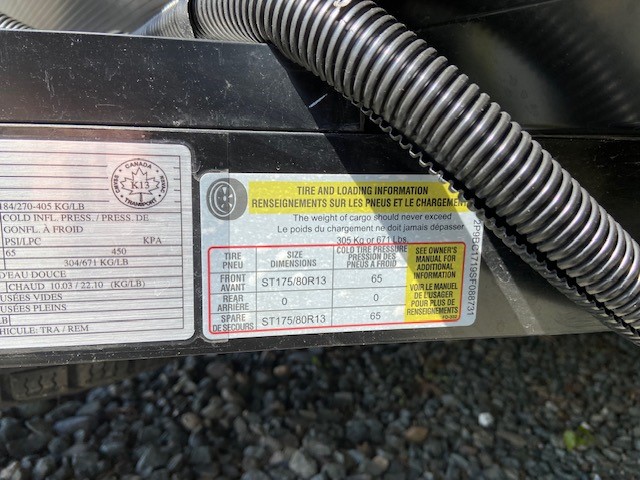 CANADA
K13
TRANSPORT
184/270-405 KG/LB
COLD INFL. PRESS./ PRESS. DE
GONFL. À FROID
PSI/LPC KPA
65 450
304/671 KG/LB
D'EAU DOUCE
CHAUD 10.03 / 22.10 (KG/LB)
USÉES VIDES
USÉES PLEINES
LB
HICULE: TRA / REM
TIRE AND LOADING INFORMATION
RENSEIGNEMENTS SUR LES PNEUS ET LE CHARGEMENT
The weight of cargo should never exceed
Le poids du chargement ne doit jamais dépasser
305 Kg or 671 Lbs.
TIRE PNEU SIZE DIMENSIONS COLD TIRE PRESSURE PRESSION DES PNEUS A FROID
FRONT AVANT ST175/80R13 65
REAR ARRIÈRE 0 0
SPARE DE SECOURS ST175/80R13 65
SEE OWNER'S
MANUAL FOR
ADDITIONAL
INFORMATION
VOIR LE MANUEL
DE L'USAGER
POUR PLUS DE
RENSEIGNEMENTS